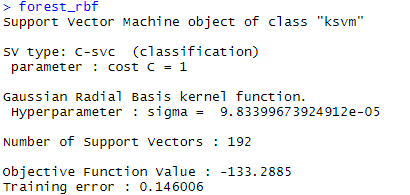 > forest_rbf
Support Vector Machine object of class "ksvm"
SV type: C-svc  (classification)
 parameter : cost C = 1
Gaussian Radial Basis kernel function.
 Hyperparameter : sigma =  9.83399673924912e-05
Number of Support Vectors : 192
Objective Function Value : -133.2885
Training error : 0.146006